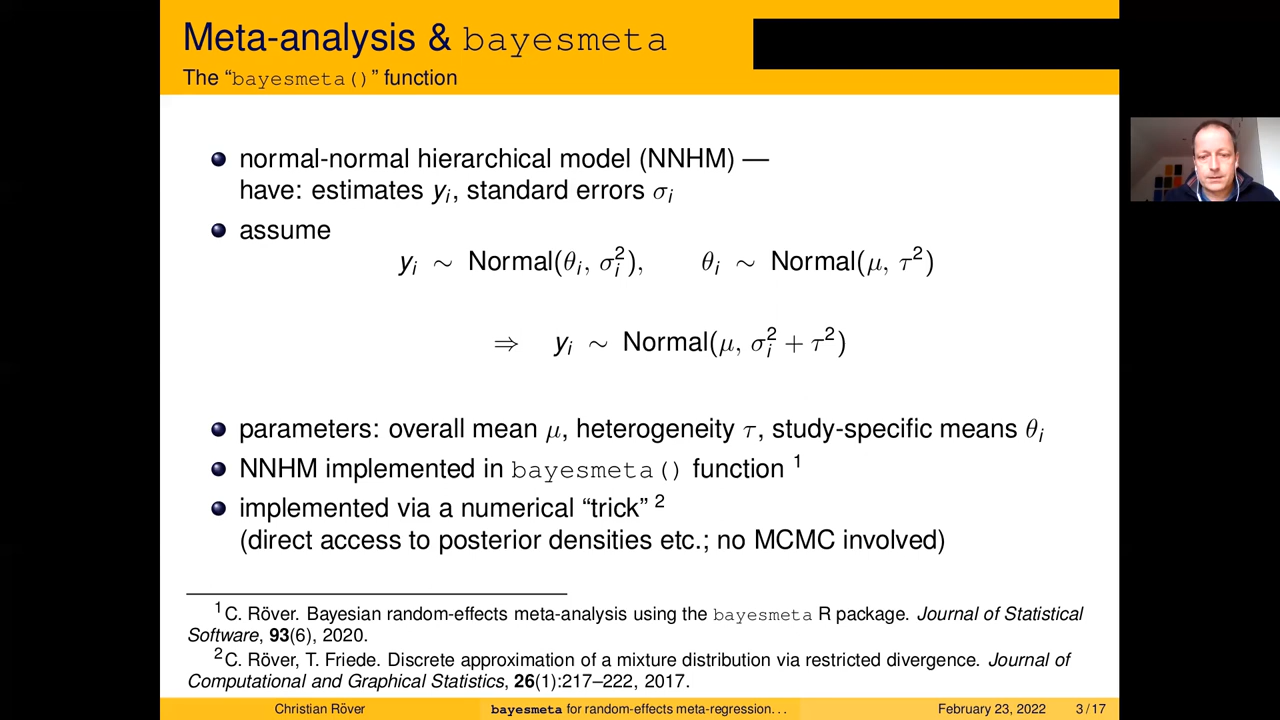 Meta-analysis & bayesmeta
The “bayesmeta()” function
normal-normal hierarchical model (NNHM) —
have: estimates yᵢ, standard errors σᵢ
assume
yᵢ ∼ Normal(θᵢ, σᵢ²), θᵢ ∼ Normal(μ, τ²)
⇒ yᵢ ∼ Normal(μ, σᵢ² + τ²)
parameters: overall mean μ, heterogeneity τ, study-specific means θᵢ
NNHM implemented in bayesmeta() function ¹
implemented via a numerical “trick” ²
(direct access to posterior densities etc.; no MCMC involved)
¹C. Röver. Bayesian random-effects meta-analysis using the bayesmeta R package. Journal of Statistical
Software, 93(6), 2020.
²C. Röver, T. Friede. Discrete approximation of a mixture distribution via restricted divergence. Journal of
Computational and Graphical Statistics, 26(1):217–222, 2017.
Christian Röver bayesmeta for random-effects meta-regression... February 23, 2022 3 / 17